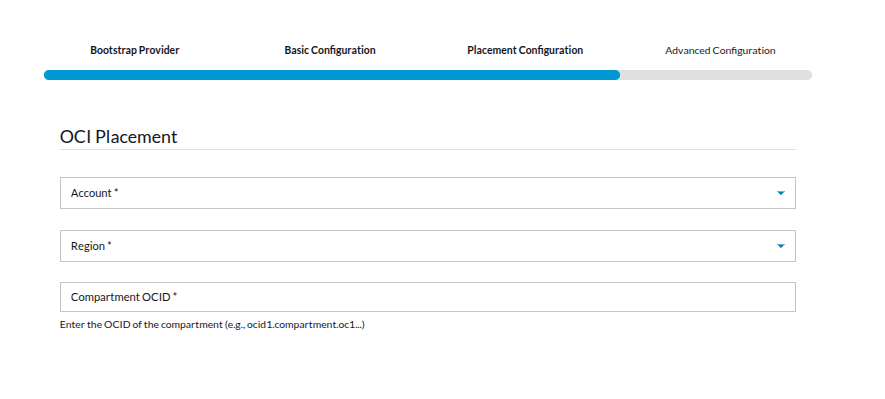 Bootstrap Provider Basic Configuration Placement Configuration Advanced Configuration
OCI Placement
Account *
Region *
Compartment OCID *
Enter the OCID of the compartment (e.g., ocid1.compartment.oc1...)